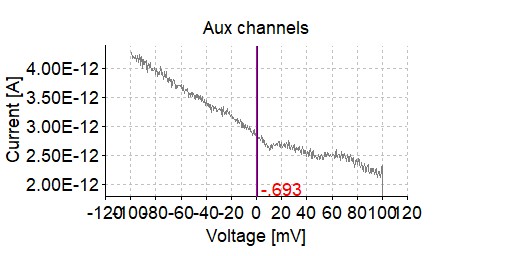 Aux channels
Current [A]
4.00E-12
3.50E-12
3.00E-12
2.50E-12
2.00E-12
-.693
-120-100-80-60-40-20 0 20 40 60 80 100 120
Voltage [mV]